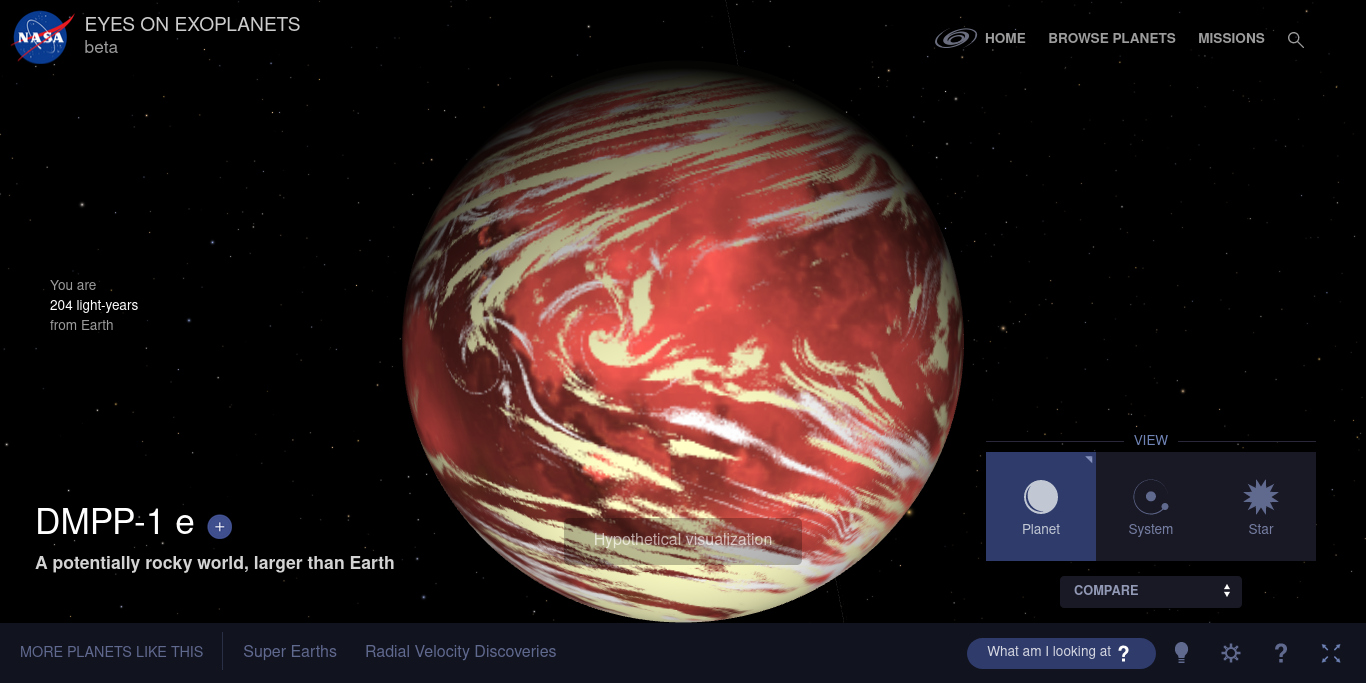 NASA
EYES ON EXOPLANETS
beta
HOME
BROWSE PLANETS
MISSIONS
You are
204 light-years
from Earth
DMPP-1 e +
A potentially rocky world, larger than Earth
Hypothetical visualization
VIEW
Planet
System
Star
COMPARE
MORE PLANETS LIKE THIS
Super Earths
Radial Velocity Discoveries
What am I looking at ?
?